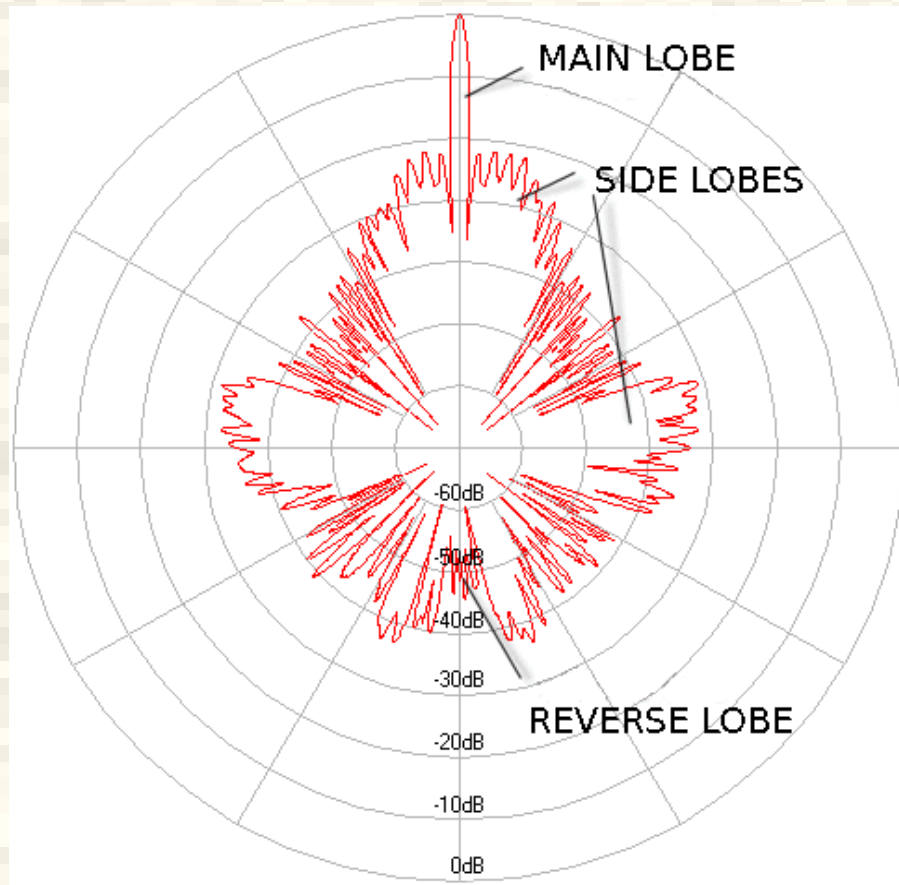 MAIN LOBE
SIDE LOBES
-60dB
-50dB
-40dB
-30dB
REVERSE LOBE
-20dB
-10dB
0dB